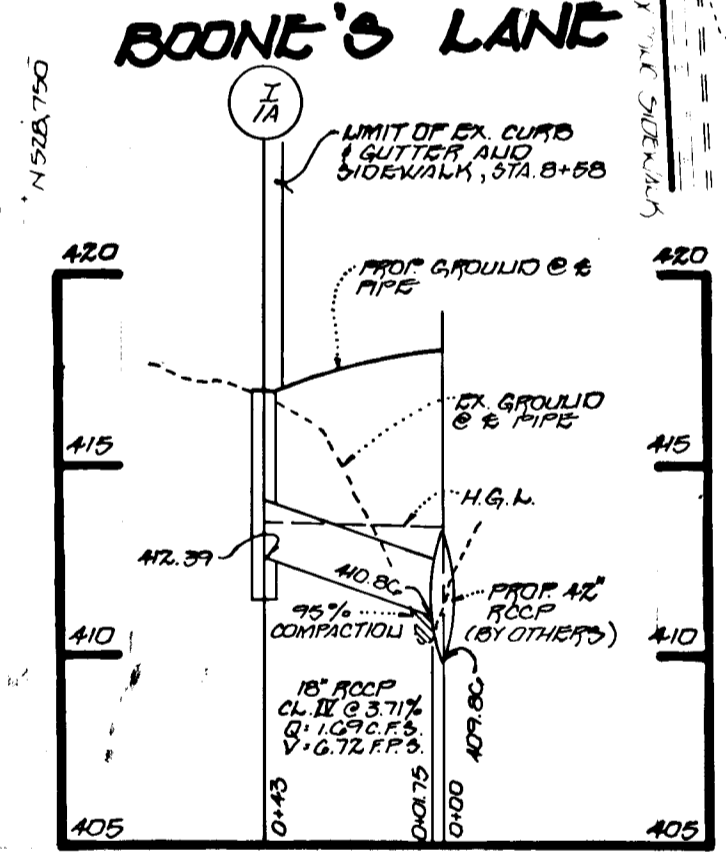 BOONE'S LANE
N 528,750
SIDEWALK
I
1A
LIMIT OF EX. CURB
& GUTTER AND
SIDEWALK, STA. 8+58
420
420
PROP. GROUND @ ℄
PIPE
EX. GROUND
@ ℄ PIPE
415
415
H.G.L.
412.39
410.86
95%
COMPACTION
PROP. 42"
RCCP
(BY OTHERS)
410
410
18" RCCP
CL. IV @ 3.71%
Q: 1.69 C.F.S.
V: 6.72 F.P.S.
409.86
0+43
0+01.75
0+00
405
405